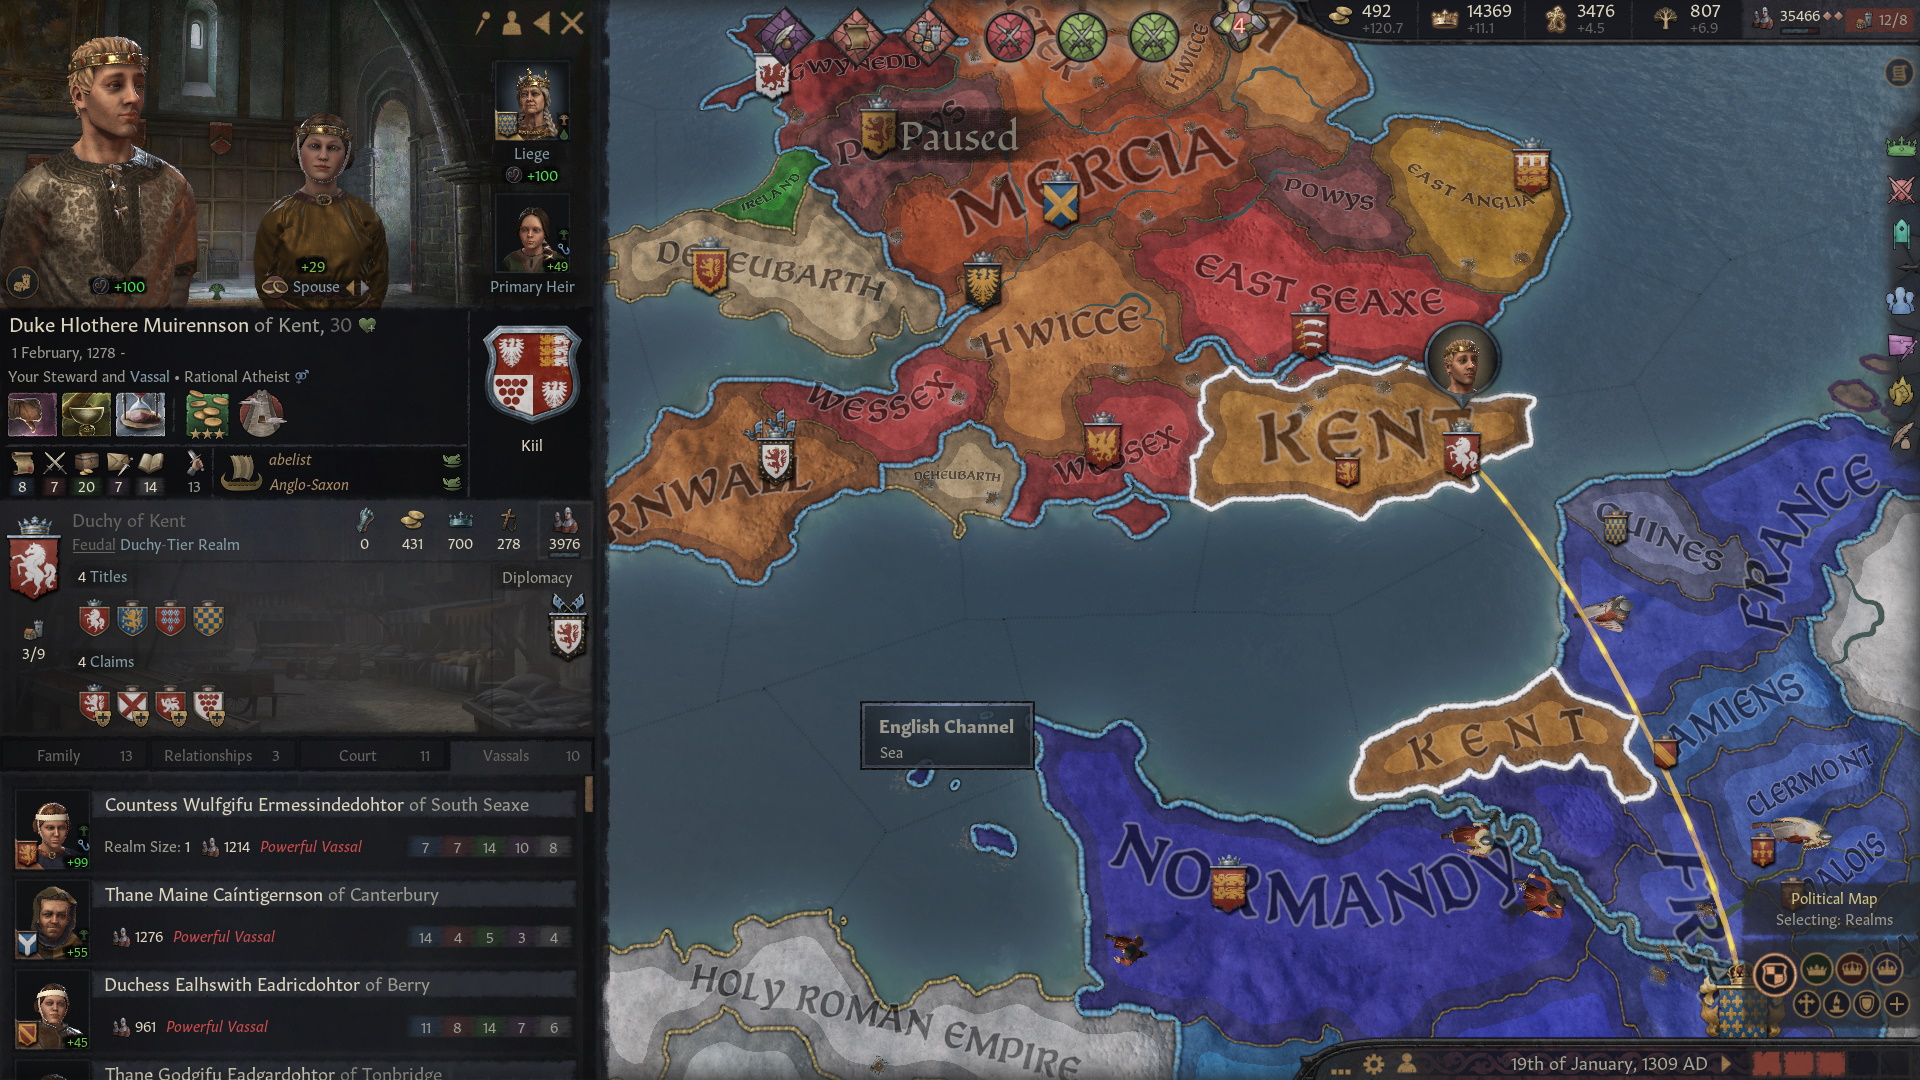 492
+120.7
14369
+11.1
3476
+4.5
807
+6.9
35466
12/8
4
Paused
Liege
+100
+49
Primary Heir
+100
+29
Spouse
Duke Hlothere Muirennson of Kent, 30
1 February, 1278 -
Your Steward and Vassal • Rational Atheist
Kiil
8 7 20 7 14 13
abelist
Anglo-Saxon
Duchy of Kent
Feudal Duchy-Tier Realm
0 431 700 278 3976
4 Titles
Diplomacy
3/9
4 Claims
Family 13
Relationships 3
Court 11
Vassals 10
Countess Wulfgifu Ermessindedohtor of South Seaxe
Realm Size: 1 1214 Powerful Vassal 7 7 14 10 8
+99
Thane Maine Caíntigernson of Canterbury
1276 Powerful Vassal 14 4 5 3 4
+55
Duchess Ealhswith Eadricdohtor of Berry
961 Powerful Vassal 11 8 14 7 6
+45
Thane Godgifu Eadgardohtor of Tonbridge
GWYNEDD
HWICCE
MERCIA
POWYS
EAST ANGLIA
IRELAND
DEHEUBARTH
EAST SEAXE
HWICCE
WESSEX
WESSEX
KENT
RNWALL
DEHEUBARTH
GUINES
FRANCE
English Channel
Sea
KENT
AMIENS
CLERMONT
NORMANDY
HOLY ROMAN EMPIRE
Political Map
Selecting: Realms
19th of January, 1309 AD